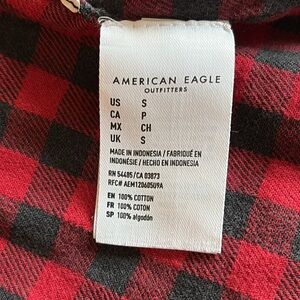 AMERICAN EAGLE
OUTFITTERS
US S
CA P
MX CH
UK S
MADE IN INDONESIA / FABRIQUÉ EN
INDONÉSIE / HECHO EN INDONESIA
RN 54485/CA 03873
RFC# AEM120605U9A
EN 100% COTTON
FR 100% COTON
SP 100% algodón